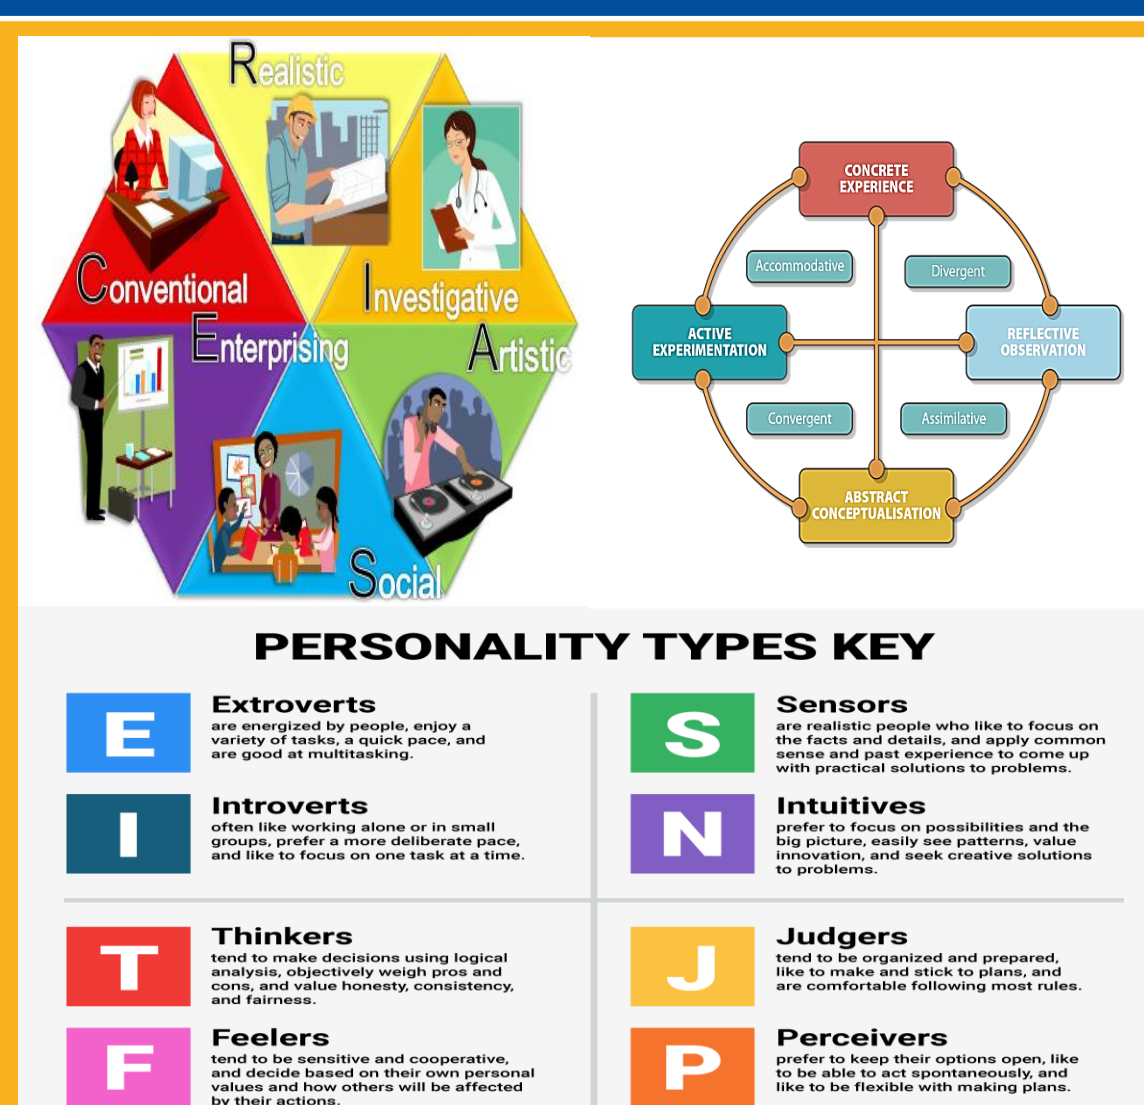 Realistic
Conventional
Investigative
Enterprising
Artistic
Social
CONCRETE
EXPERIENCE
Accommodative
Divergent
ACTIVE
EXPERIMENTATION
REFLECTIVE
OBSERVATION
Convergent
Assimilative
ABSTRACT
CONCEPTUALISATION
PERSONALITY TYPES KEY
E
Extroverts
are energized by people, enjoy a
variety of tasks, a quick pace, and
are good at multitasking.
S
Sensors
are realistic people who like to focus on
the facts and details, and apply common
sense and past experience to come up
with practical solutions to problems.
I
Introverts
often like working alone or in small
groups, prefer a more deliberate pace,
and like to focus on one task at a time.
N
Intuitives
prefer to focus on possibilities and the
big picture, easily see patterns, value
innovation, and seek creative solutions
to problems.
T
Thinkers
tend to make decisions using logical
analysis, objectively weigh pros and
cons, and value honesty, consistency,
and fairness.
J
Judgers
tend to be organized and prepared,
like to make and stick to plans, and
are comfortable following most rules.
F
Feelers
tend to be sensitive and cooperative,
and decide based on their own personal
values and how others will be affected
by their actions.
P
Perceivers
prefer to keep their options open, like
to be able to act spontaneously, and
like to be flexible with making plans.